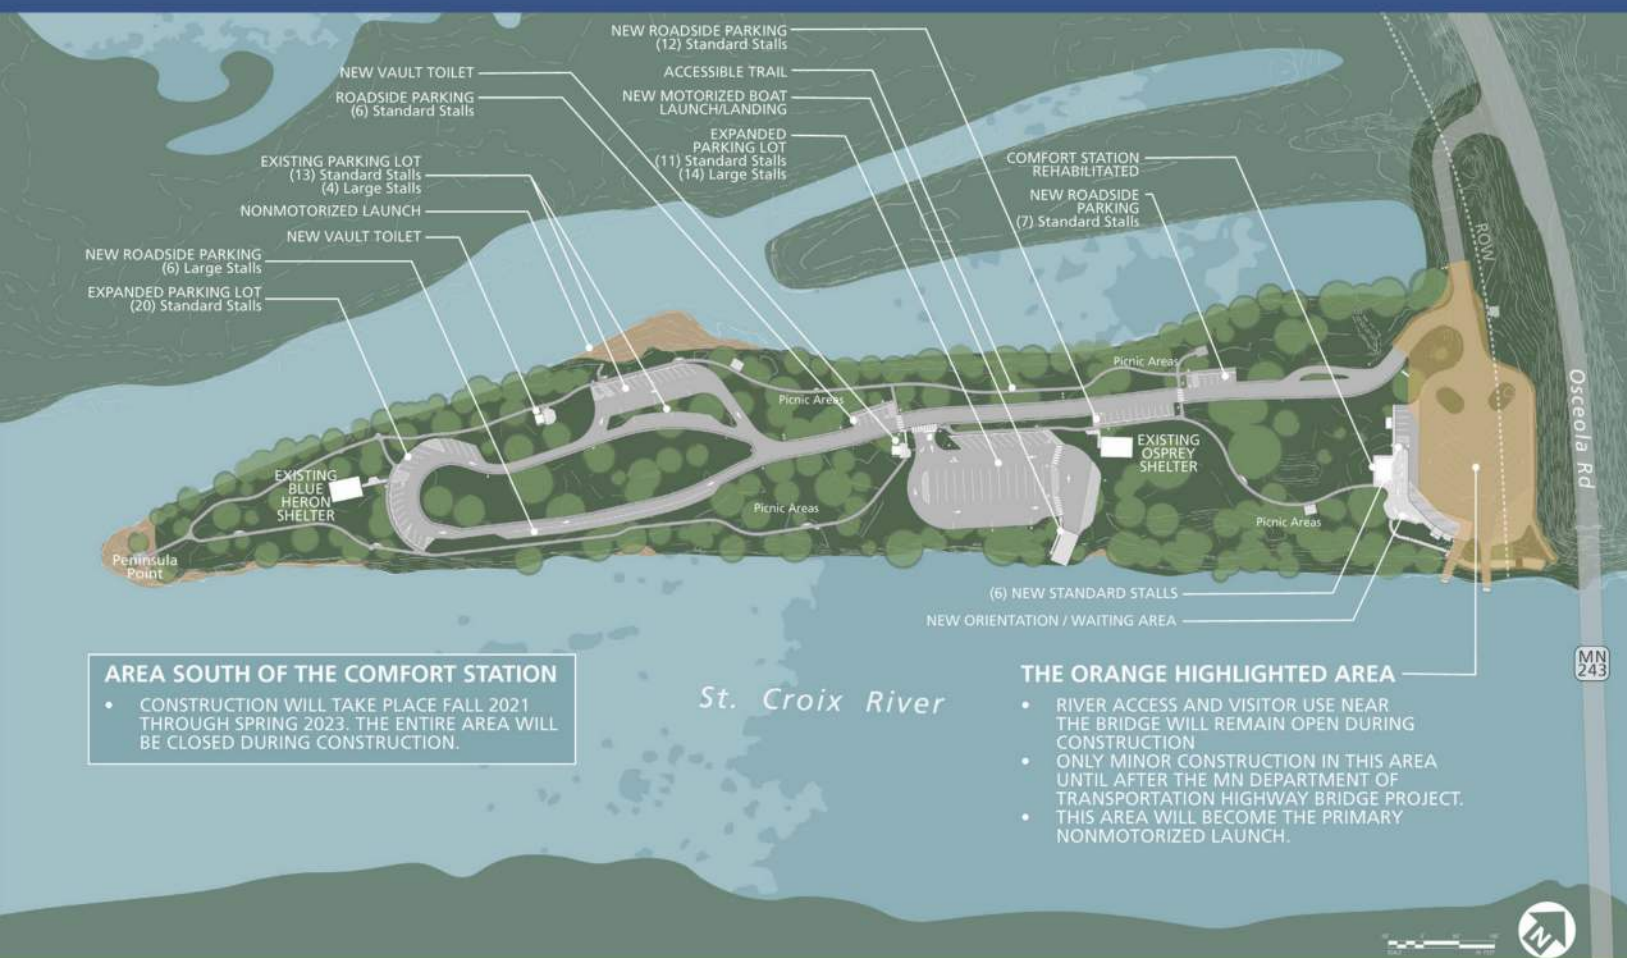 NEW ROADSIDE PARKING
(12) Standard Stalls
NEW VAULT TOILET
ACCESSIBLE TRAIL
ROADSIDE PARKING
(6) Standard Stalls
NEW MOTORIZED BOAT
LAUNCH/LANDING
EXPANDED
PARKING LOT
(11) Standard Stalls
(14) Large Stalls
EXISTING PARKING LOT
(13) Standard Stalls
(4) Large Stalls
COMFORT STATION
REHABILITATED
NEW ROADSIDE
PARKING
(7) Standard Stalls
NONMOTORIZED LAUNCH
NEW VAULT TOILET
NEW ROADSIDE PARKING
(6) Large Stalls
EXPANDED PARKING LOT
(20) Standard Stalls
ROW
Osceola Rd
Picnic Areas
Picnic Areas
EXISTING
OSPREY
SHELTER
EXISTING
BLUE
HERON
SHELTER
Picnic Areas
Picnic Areas
Peninsula
Point
(6) NEW STANDARD STALLS
NEW ORIENTATION / WAITING AREA
AREA SOUTH OF THE COMFORT STATION
• CONSTRUCTION WILL TAKE PLACE FALL 2021
THROUGH SPRING 2023. THE ENTIRE AREA WILL
BE CLOSED DURING CONSTRUCTION.
St. Croix River
THE ORANGE HIGHLIGHTED AREA
• RIVER ACCESS AND VISITOR USE NEAR
THE BRIDGE WILL REMAIN OPEN DURING
CONSTRUCTION
• ONLY MINOR CONSTRUCTION IN THIS AREA
UNTIL AFTER THE MN DEPARTMENT OF
TRANSPORTATION HIGHWAY BRIDGE PROJECT.
• THIS AREA WILL BECOME THE PRIMARY
NONMOTORIZED LAUNCH.
MN
243
N